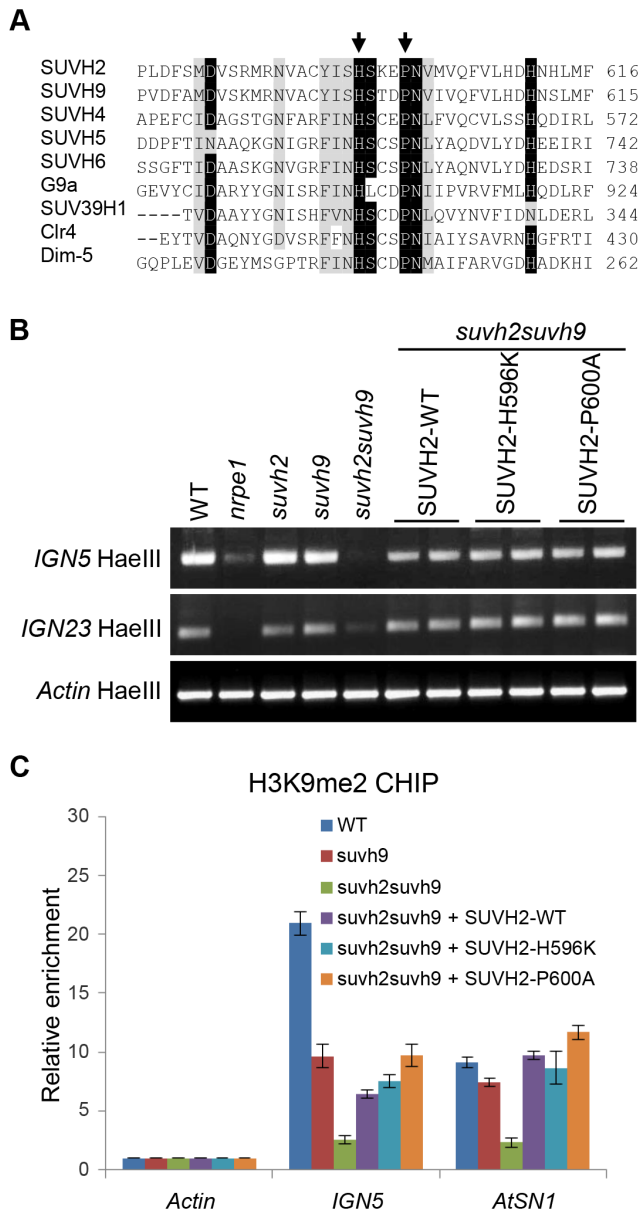 A
SUVH2 PLDFSMDVSRMRNVACYISHSKEPNVMVQFVLHDHNHLMF 616
SUVH9 PVDFAMDVSKMRNVACYISHSTDPNVIVQFVLHDHNHLMF 615
SUVH4 APEFCIDAGSTGNFARFINHSCEPNLFVQCVLSSHQDIRL 572
SUVH5 DDPFTINAAQKGNIGRFINHSCSPNLYAQDVLYDHEEIRI 742
SUVH6 SSGFTIDAASKGNVGRFINHSCSPNLYAQNVLYDHEDSRI 738
G9a GEVYCIDARYYGNISRFINHLCDPNIIPVRVFMLHQDLRF 924
SUV39H1 ----TVDAAYYGNISHFVNHSCDPNLQVYNVFIDNLDERL 344
Clr4 --EYTVDAQNYGDVSRFFNHSCSPNIAIYSAVRNHGFRTI 430
Dim-5 GQPLEVDGEYMSGPTRFINHSCDPNMAIFARVGDHADKHI 262
B
suvh2suvh9
WT nrpe1 suvh2 suvh9 suvh2suvh9 SUVH2-WT SUVH2-H596K SUVH2-P600A
IGN5 HaeIII
IGN23 HaeIII
Actin HaeIII
C
H3K9me2 CHIP
Relative enrichment
30
25
20
15
10
5
0
WT
suvh9
suvh2suvh9
suvh2suvh9 + SUVH2-WT
suvh2suvh9 + SUVH2-H596K
suvh2suvh9 + SUVH2-P600A
Actin IGN5 AtSN1